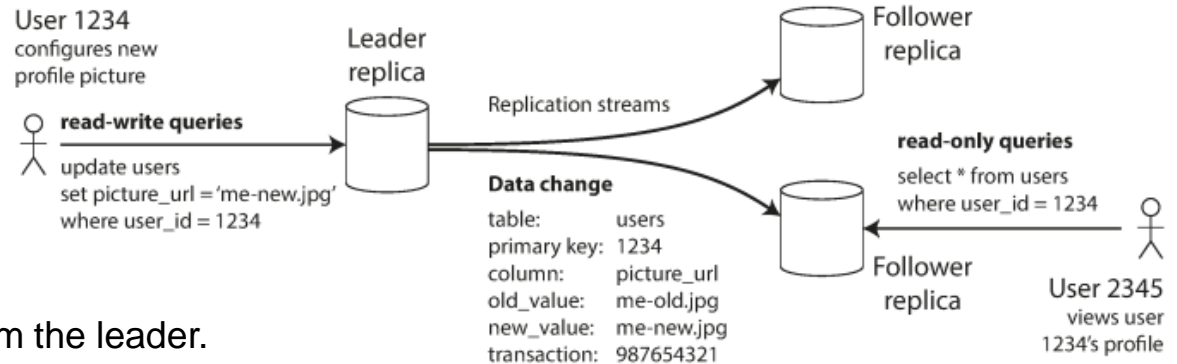 User 1234
configures new
profile picture
read-write queries
update users
set picture_url = 'me-new.jpg'
where user_id = 1234
Leader
replica
Replication streams
Data change
table: users
primary key: 1234
column: picture_url
old_value: me-old.jpg
new_value: me-new.jpg
transaction: 987654321
Follower
replica
read-only queries
select * from users
where user_id = 1234
Follower
replica
User 2345
views user
1234's profile
the leader.